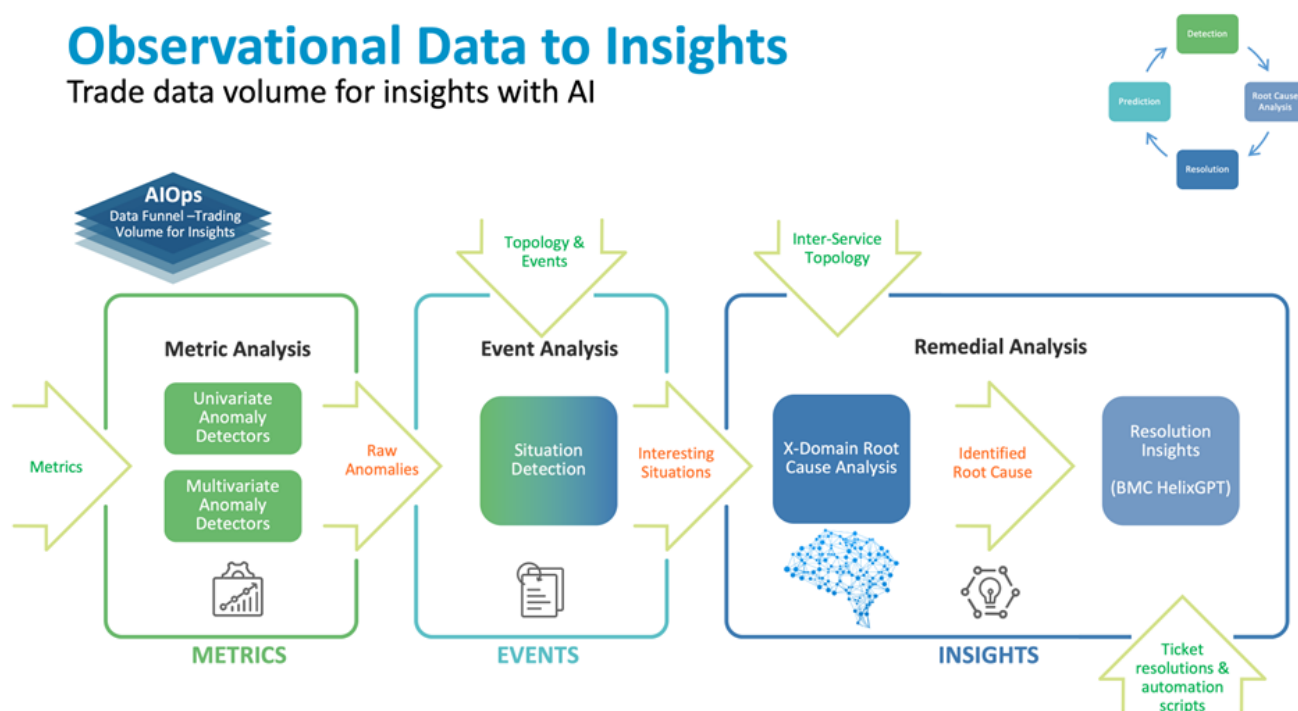 Observational Data to Insights
Trade data volume for insights with AI
Detection
Prediction
Root Cause
Analysis
Resolution
AIOps
Data Funnel –Trading
Volume for Insights
Topology &
Events
Inter-Service
Topology
Metric Analysis
Event Analysis
Remedial Analysis
Metrics
Univariate
Anomaly
Detectors
Multivariate
Anomaly
Detectors
Raw
Anomalies
Situation
Detection
Interesting
Situations
X-Domain Root
Cause Analysis
Identified
Root Cause
Resolution
Insights
(BMC HelixGPT)
METRICS
EVENTS
INSIGHTS
Ticket
resolutions &
automation
scripts